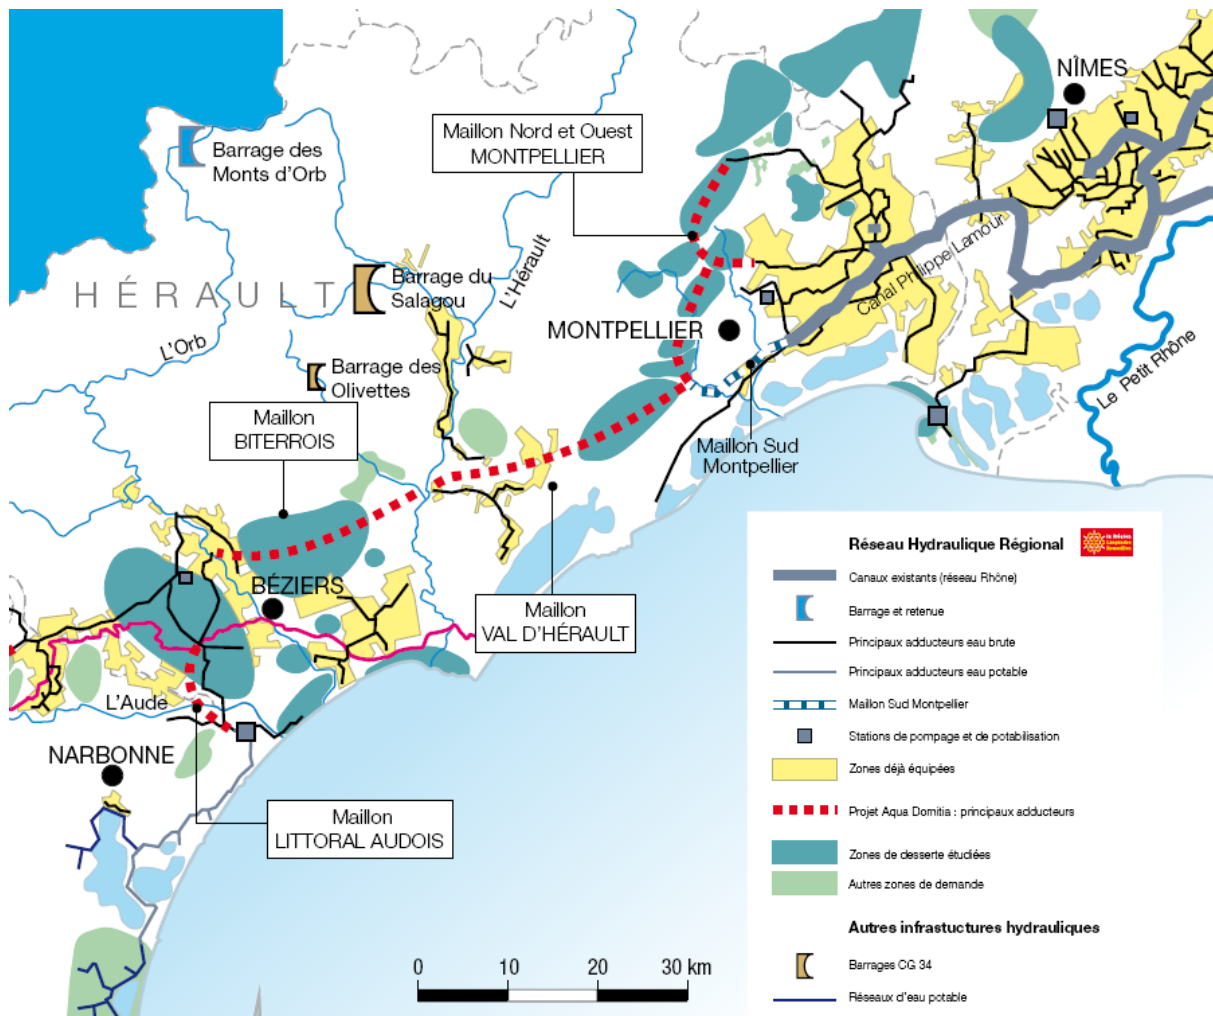 NÎMES
Maillon Nord et Ouest
MONTPELLIER
Barrage des
Monts d'Orb
HÉRAULT
Barrage du
Salagou
L'Hérault
Canal Philippe Lamour
L'Orb
MONTPELLIER
Le Petit Rhône
Barrage des
Olivettes
Maillon
BITERROIS
Maillon Sud
Montpellier
BÉZIERS
Maillon
VAL D'HÉRAULT
L'Aude
NARBONNE
Maillon
LITTORAL AUDOIS
0 10 20 30 km
Réseau Hydraulique Régional
la Région
Languedoc
Roussillon
Canaux existants (réseau Rhône)
Barrage et retenue
Principaux adducteurs eau brute
Principaux adducteurs eau potable
Maillon Sud Montpellier
Stations de pompage et de potabilisation
Zones déjà équipées
Projet Aqua Domitia : principaux adducteurs
Zones de desserte étudiées
Autres zones de demande
Autres infrastuctures hydrauliques
Barrages CG 34
Réseaux d'eau potable